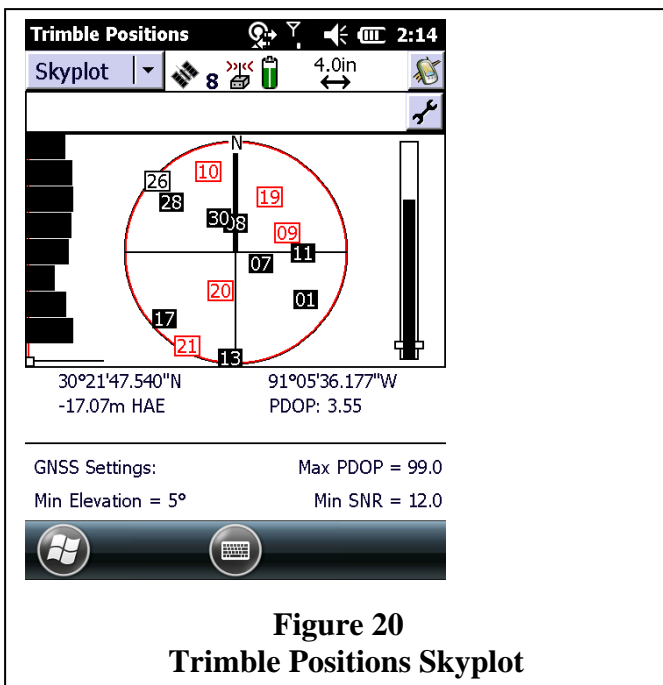 Trimble Positions 2:14
Skyplot 8 4.0in
N
10
26
28
19
30 08
09
11
07
20
01
17
21
13
30°21'47.540"N 91°05'36.177"W
-17.07m HAE PDOP: 3.55
GNSS Settings: Max PDOP = 99.0
Min Elevation = 5° Min SNR = 12.0
Figure 20
Trimble Positions Skyplot